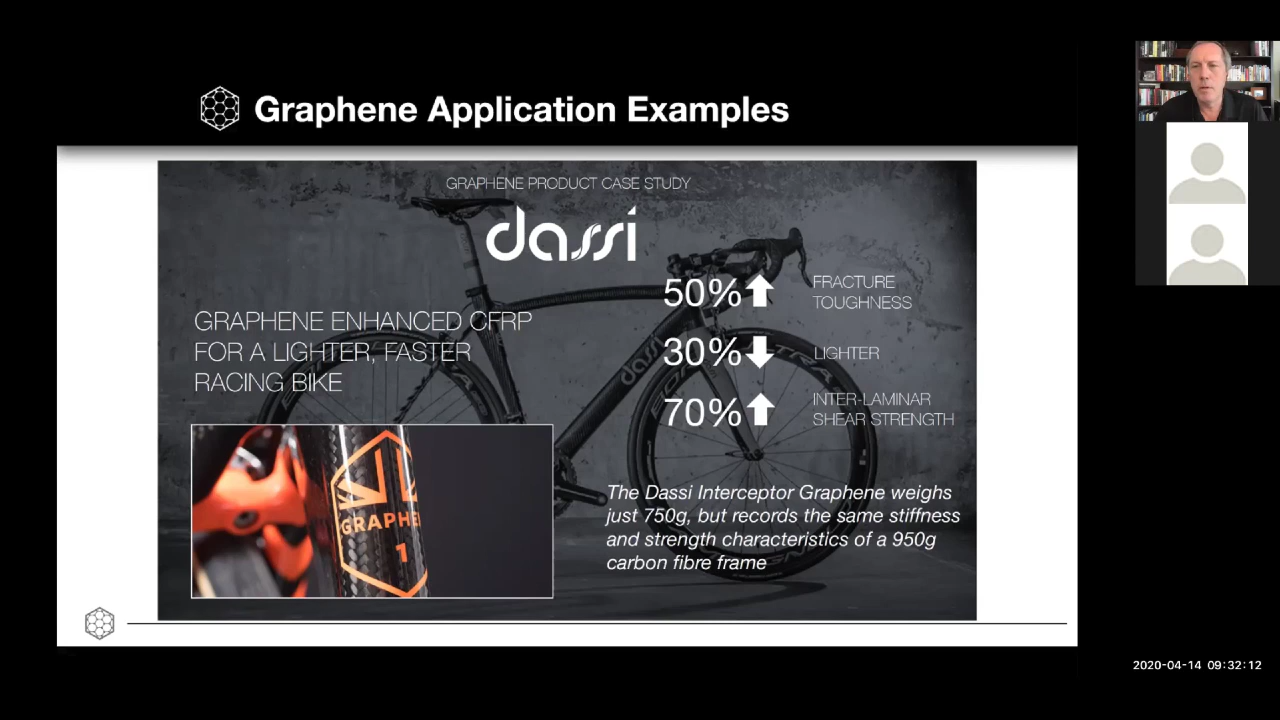 Graphene Application Examples
GRAPHENE PRODUCT CASE STUDY
dassi
50%
FRACTURE
TOUGHNESS
30%
LIGHTER
70%
INTER-LAMINAR
SHEAR STRENGTH
GRAPHENE ENHANCED CFRP
FOR A LIGHTER, FASTER
RACING BIKE
dassi
GRAPHE
1
The Dassi Interceptor Graphene weighs
just 750g, but records the same stiffness
and strength characteristics of a 950g
carbon fibre frame
2020-04-14 09:32:12